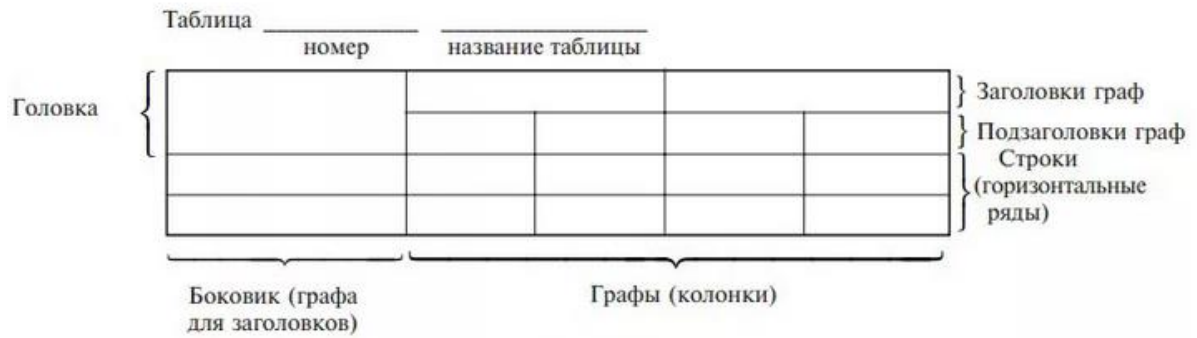 Таблица
номер название таблицы
Головка
Заголовки граф
Подзаголовки граф
Строки
(горизонтальные
ряды)
Боковик (графа
для заголовков)
Графы (колонки)